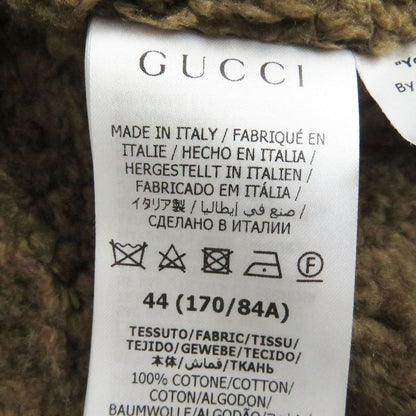 GUCCI
MADE IN ITALY / FABRIQUÉ EN
ITALIE / HECHO EN ITALIA /
HERGESTELLT IN ITALIEN /
FABRICADO EM ITÁLIA /
イタリア製 / صنع في إيطاليا /
СДЕЛАНО В ИТАЛИИ
F
44 (170/84A)
TESSUTO/FABRIC/TISSU/
TEJIDO/GEWEBE/TECIDO/
本体/قماش/ТКАНЬ
100% COTONE/COTTON/
COTON/ALGODON/
BAUMWOLLE/ALGODÃO/
BY